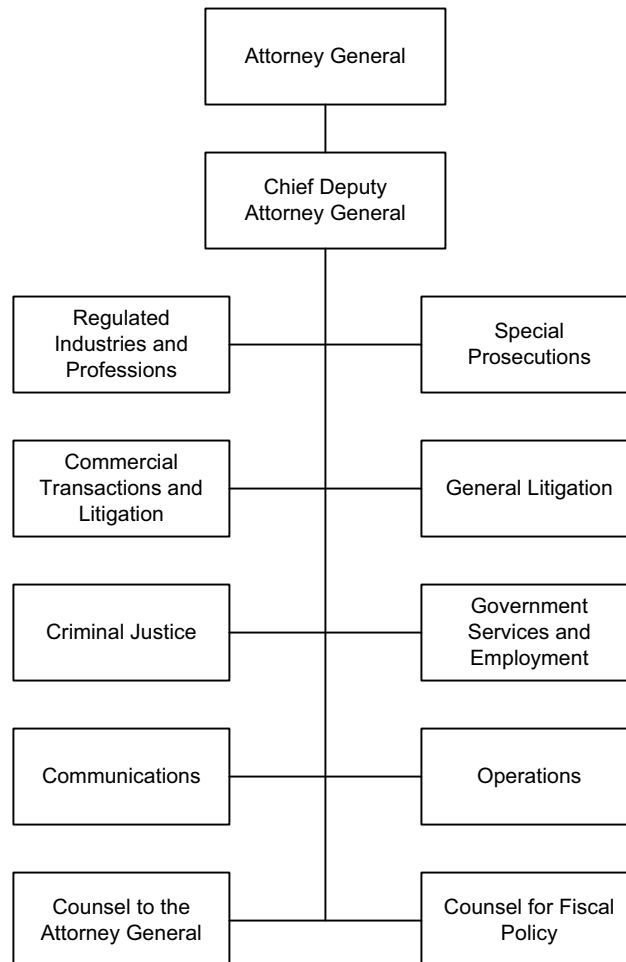 Attorney General
Chief Deputy
Attorney General
Regulated
Industries and
Professions
Special
Prosecutions
Commercial
Transactions and
Litigation
General Litigation
Criminal Justice
Government
Services and
Employment
Communications
Operations
Counsel to the
Attorney General
Counsel for Fiscal
Policy